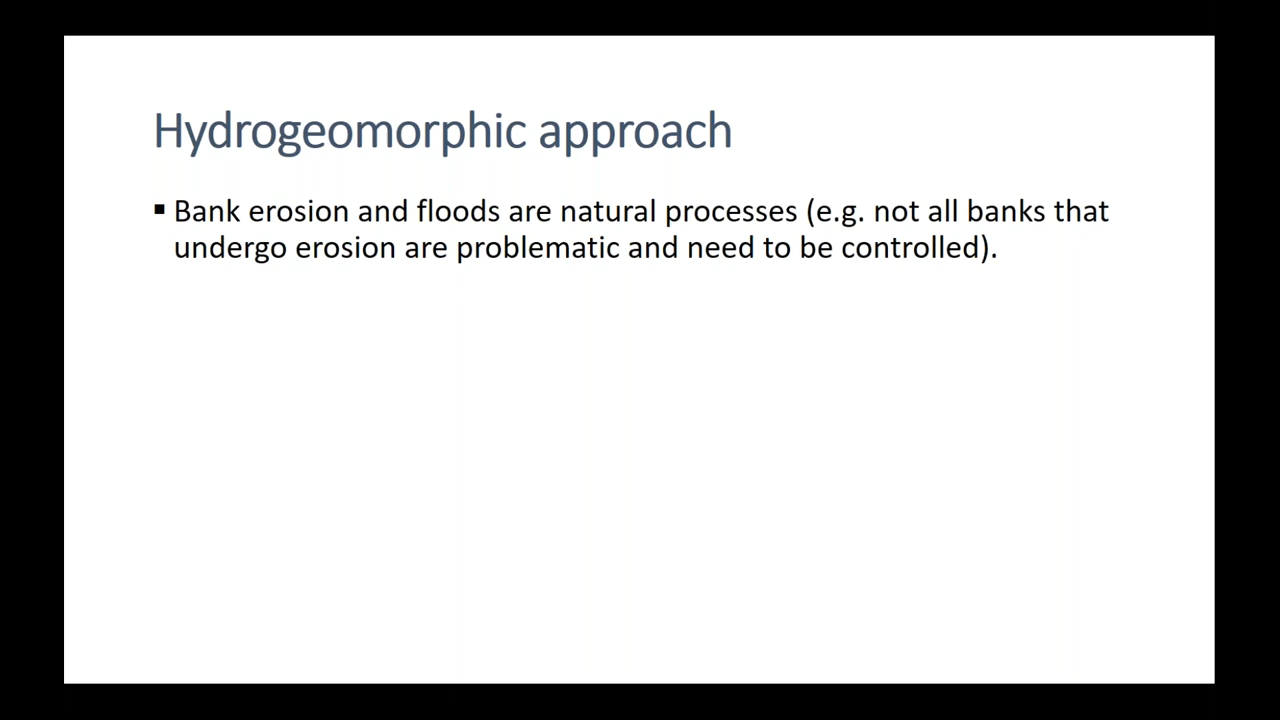 Hydrogeomorphic approach
▪ Bank erosion and floods are natural processes (e.g. not all banks that
undergo erosion are problematic and need to be controlled).